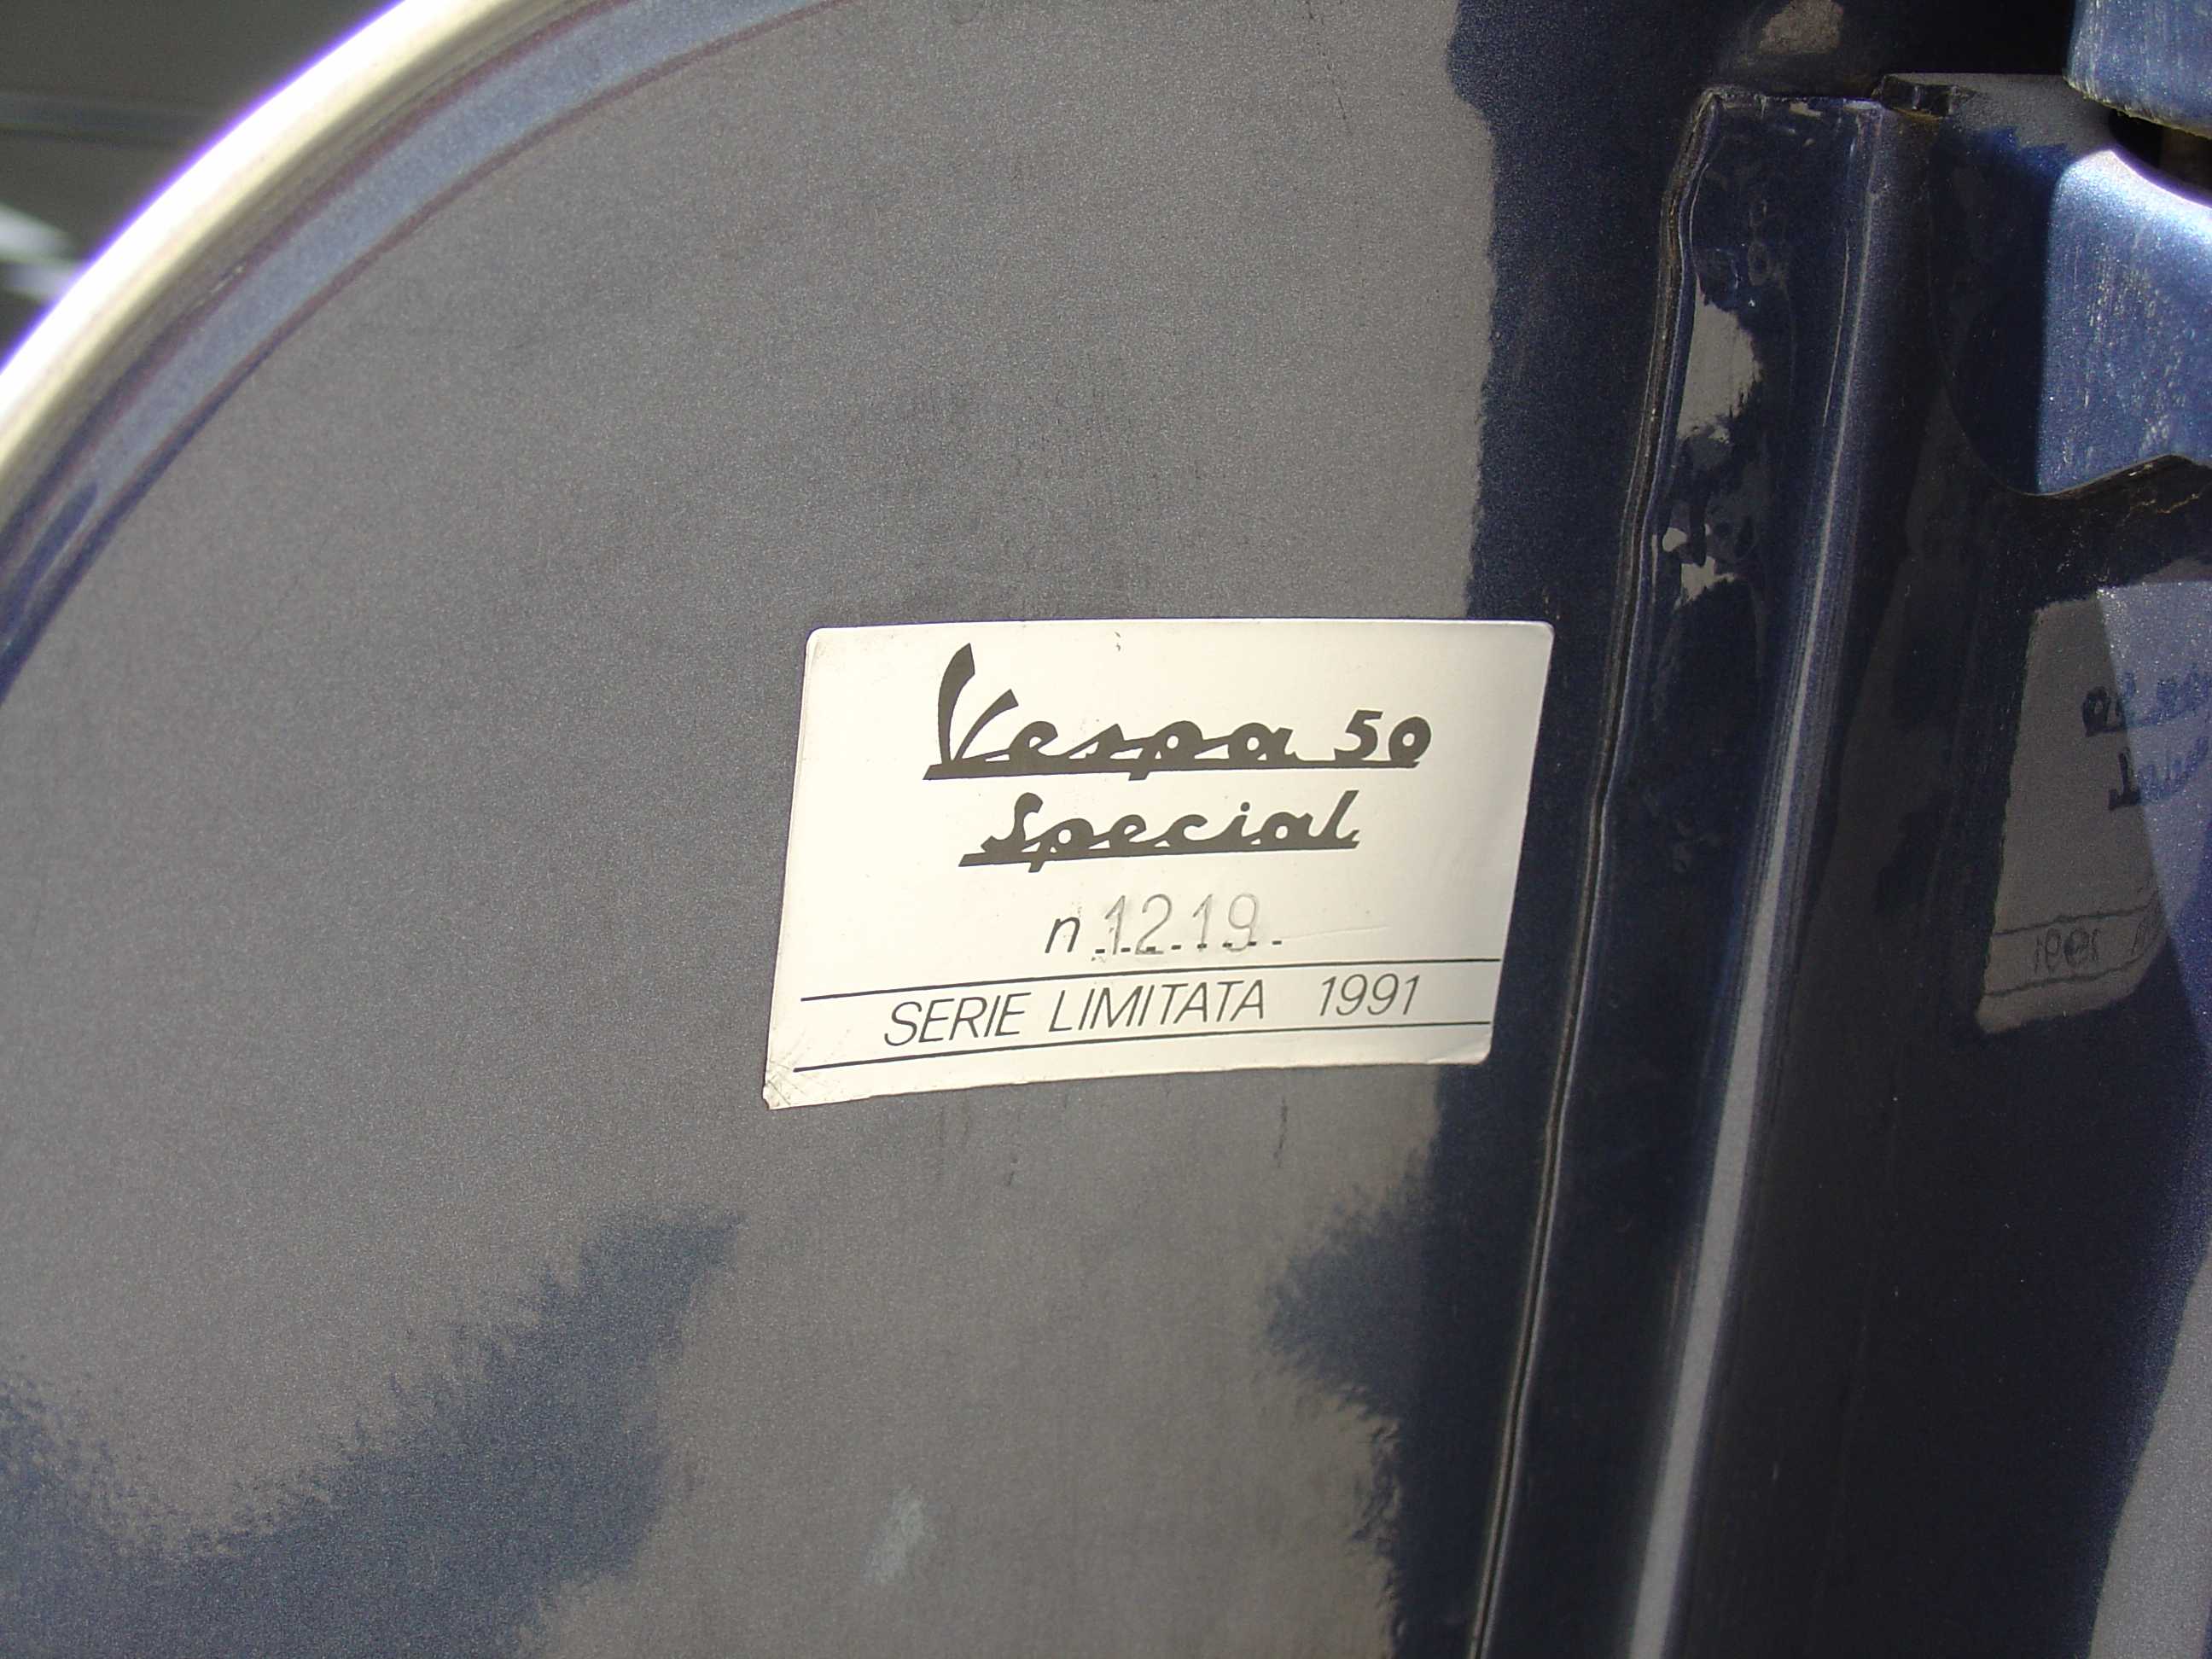 Vespa 50
Special
n 1219
SERIE LIMITATA 1991